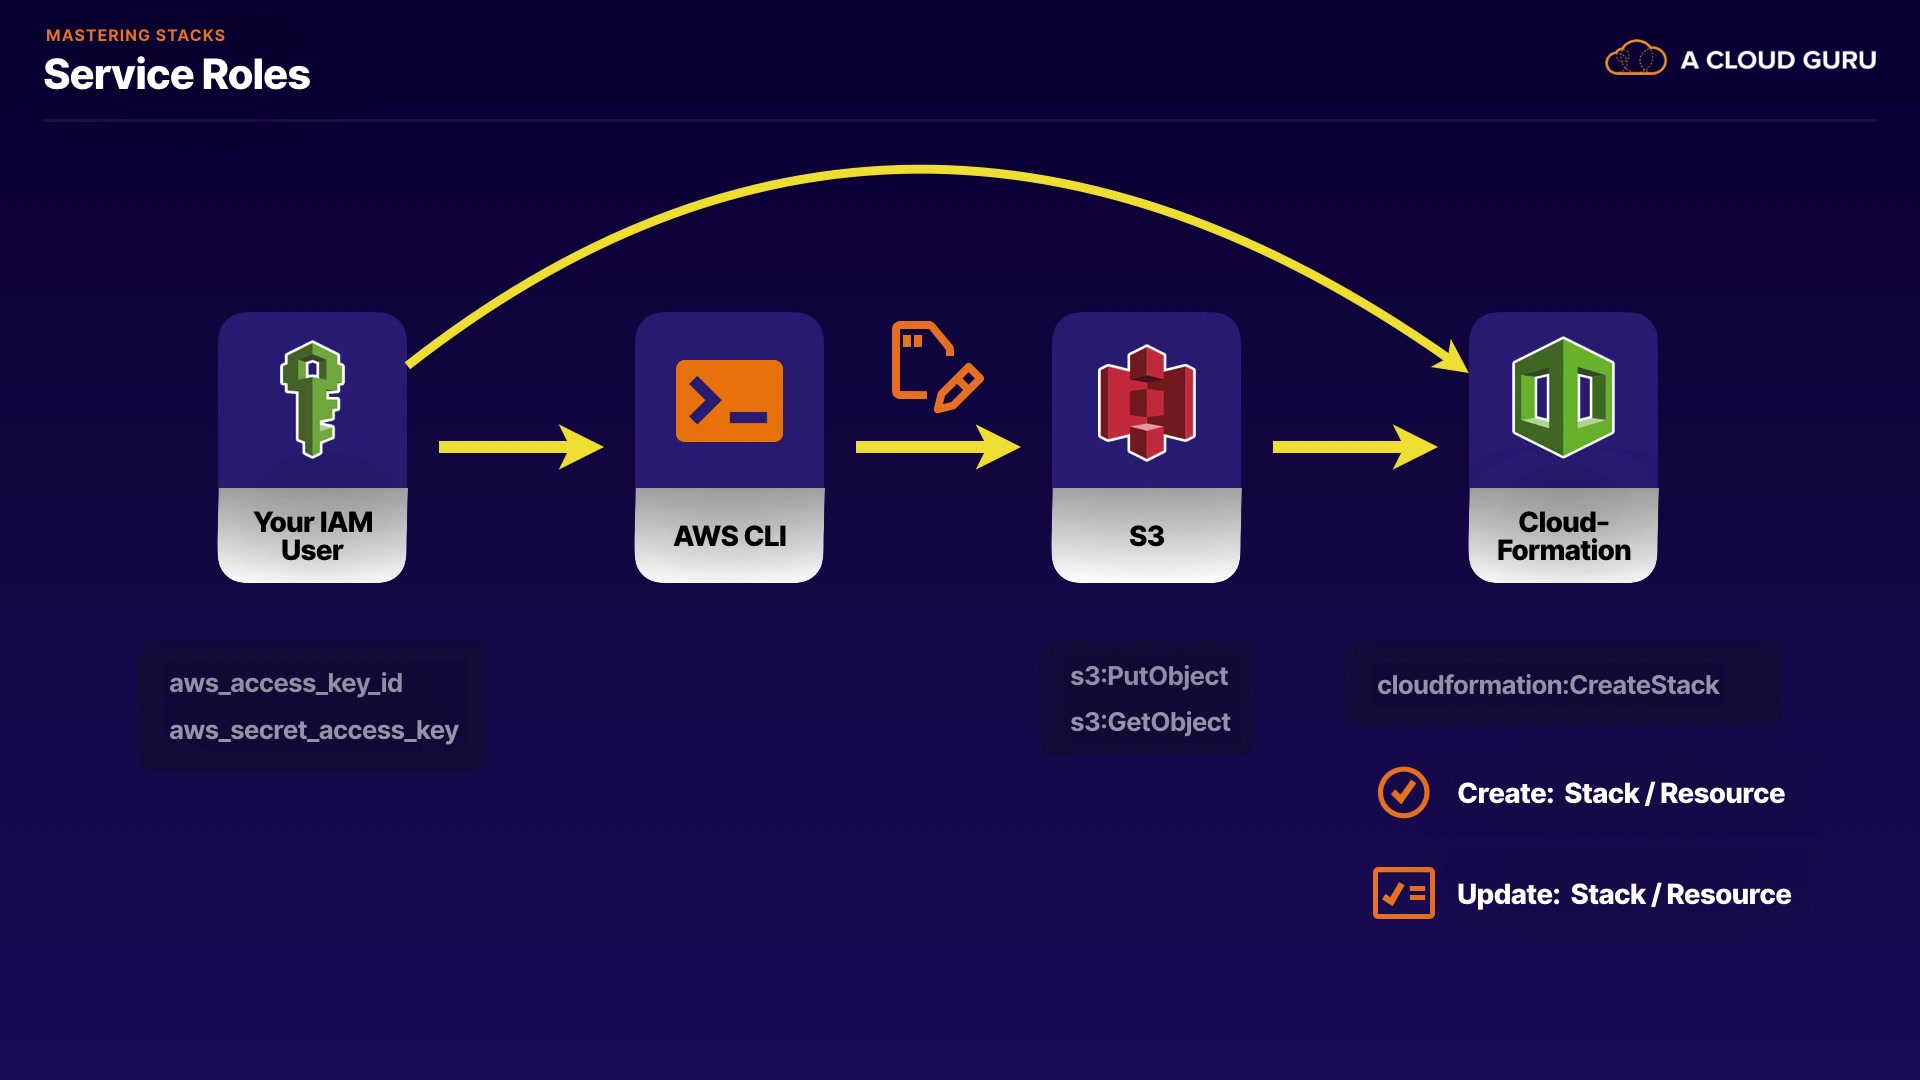 MASTERING STACKS
Service Roles
A CLOUD GURU
Your IAM
User
AWS CLI
S3
Cloud-
Formation
aws_access_key_id
aws_secret_access_key
s3:PutObject
s3:GetObject
cloudformation:CreateStack
Create: Stack / Resource
Update: Stack / Resource